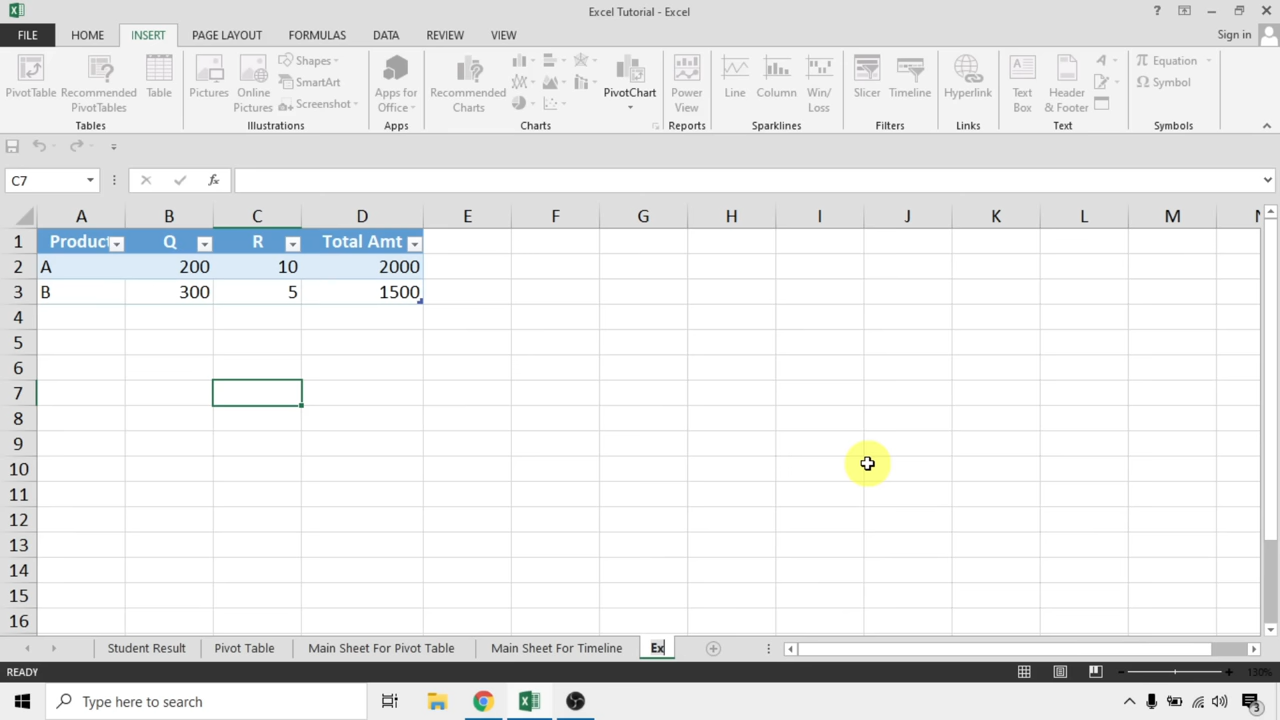 Excel Tutorial - Excel
?
FILE HOME INSERT PAGE LAYOUT FORMULAS DATA REVIEW VIEW Sign in
PivotTable Recommended PivotTables Table
Tables
Pictures Online Pictures Shapes SmartArt Screenshot
Illustrations
Apps for Office
Apps
Recommended Charts PivotChart
Charts
Power View
Reports
Line Column Win/Loss
Sparklines
Slicer Timeline
Filters
Hyperlink
Links
Text Box Header & Footer
Text
Equation Symbol
Symbols
C7 fx
A B C D E F G H I J K L M N
1 Product Q R Total Amt
2 A 200 10 2000
3 B 300 5 1500
4
5
6
7
8
9
10
11
12
13
14
15
16
Student Result Pivot Table Main Sheet For Pivot Table Main Sheet For Timeline Ex
READY 130%
Type here to search 3